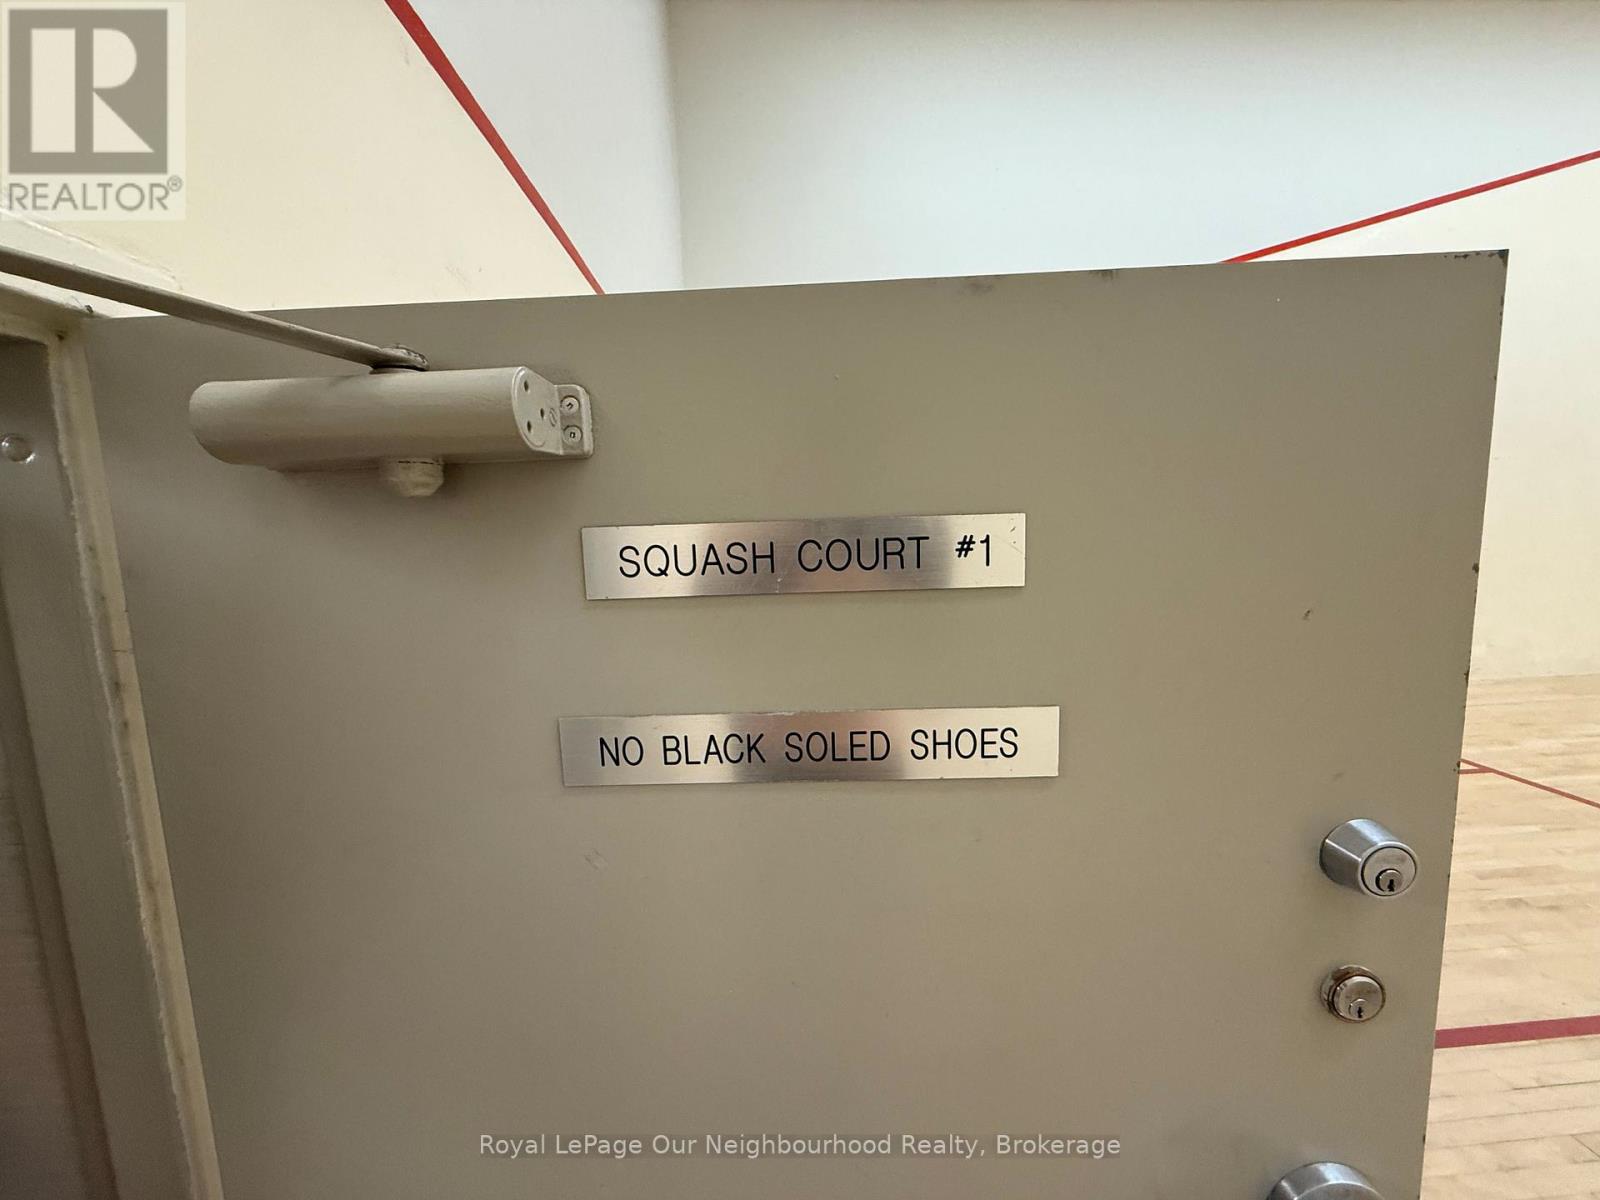 REALTOR®
SQUASH COURT #1
NO BLACK SOLED SHOES
Royal LePage Our Neighbourhood Realty, Brokerage